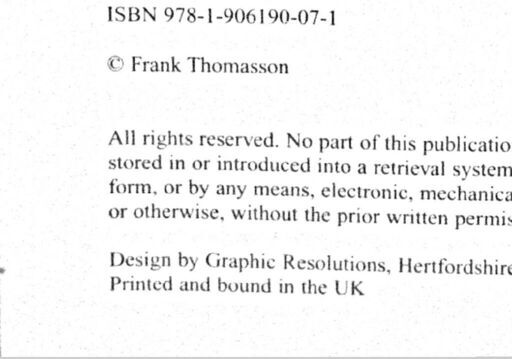 ISBN 978-1-906190-07-1
© Frank Thomasson
All rights reserved. No part of this publicatio
stored in or introduced into a retrieval system
form, or by any means, electronic, mechanica
or otherwise, without the prior written permis
Design by Graphic Resolutions, Hertfordshire
Printed and bound in the UK